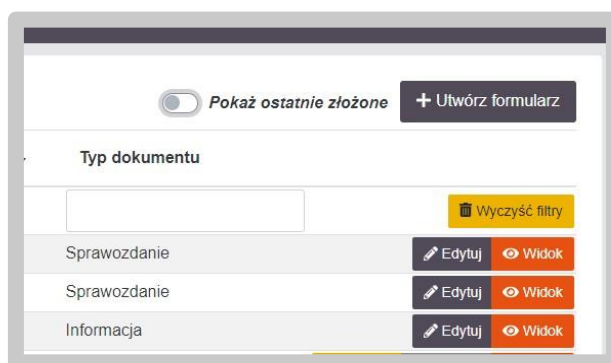 Pokaż ostatnie złożone + Utwórz formularz
Typ dokumentu
Wyczyść filtry
Sprawozdanie Edytuj Widok
Sprawozdanie Edytuj Widok
Informacja Edytuj Widok